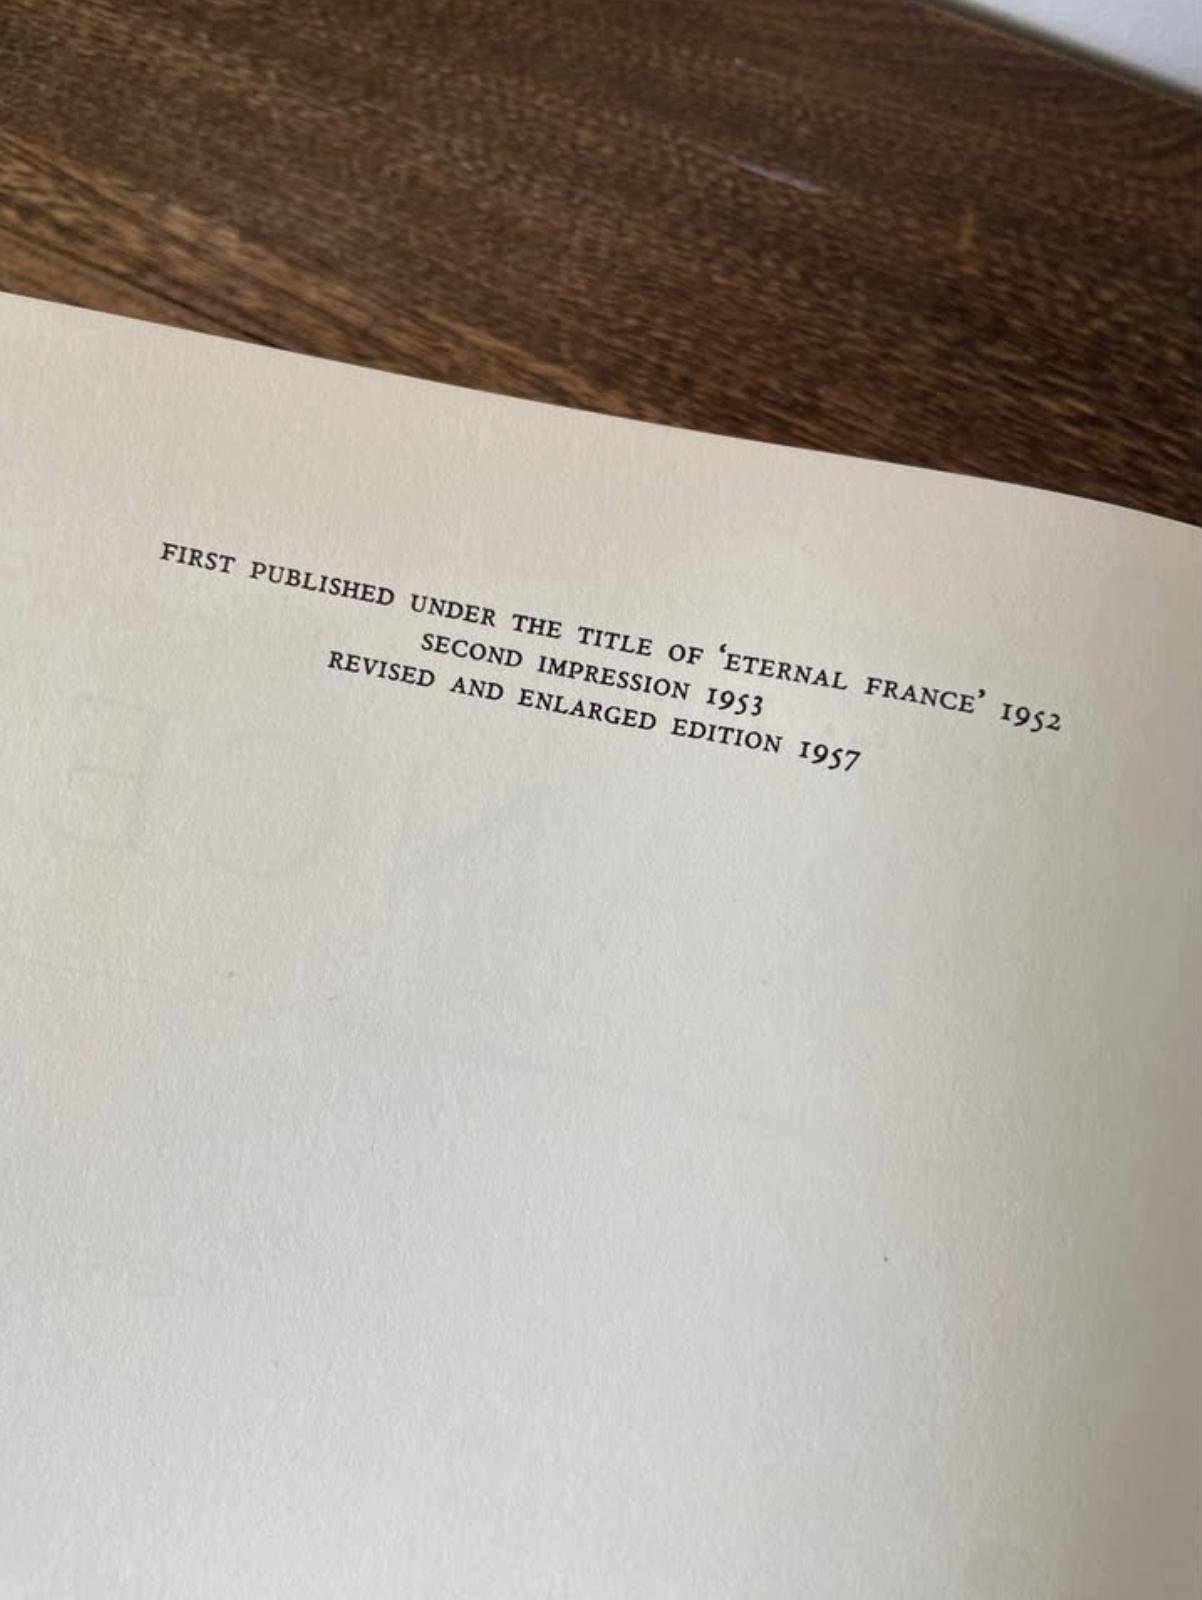 FIRST PUBLISHED UNDER THE TITLE OF ‘ETERNAL FRANCE’ 1952
SECOND IMPRESSION 1953
REVISED AND ENLARGED EDITION 1957